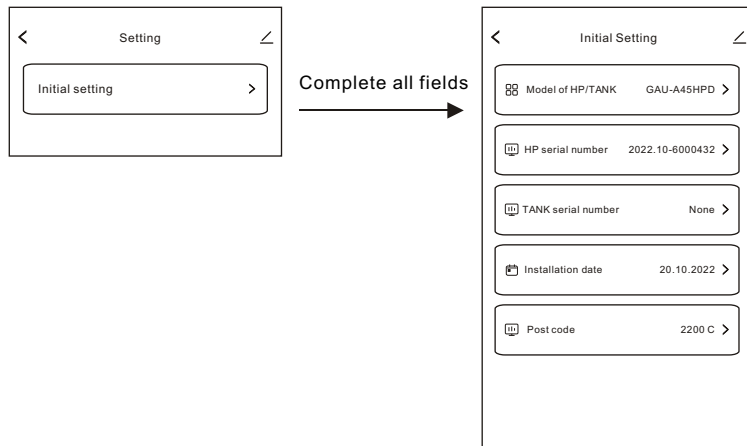 Setting
Initial setting
Complete all fields
Initial Setting
Model of HP/TANK GAU-A45HPD
HP serial number 2022.10-6000432
TANK serial number None
Installation date 20.10.2022
Post code 2200 C